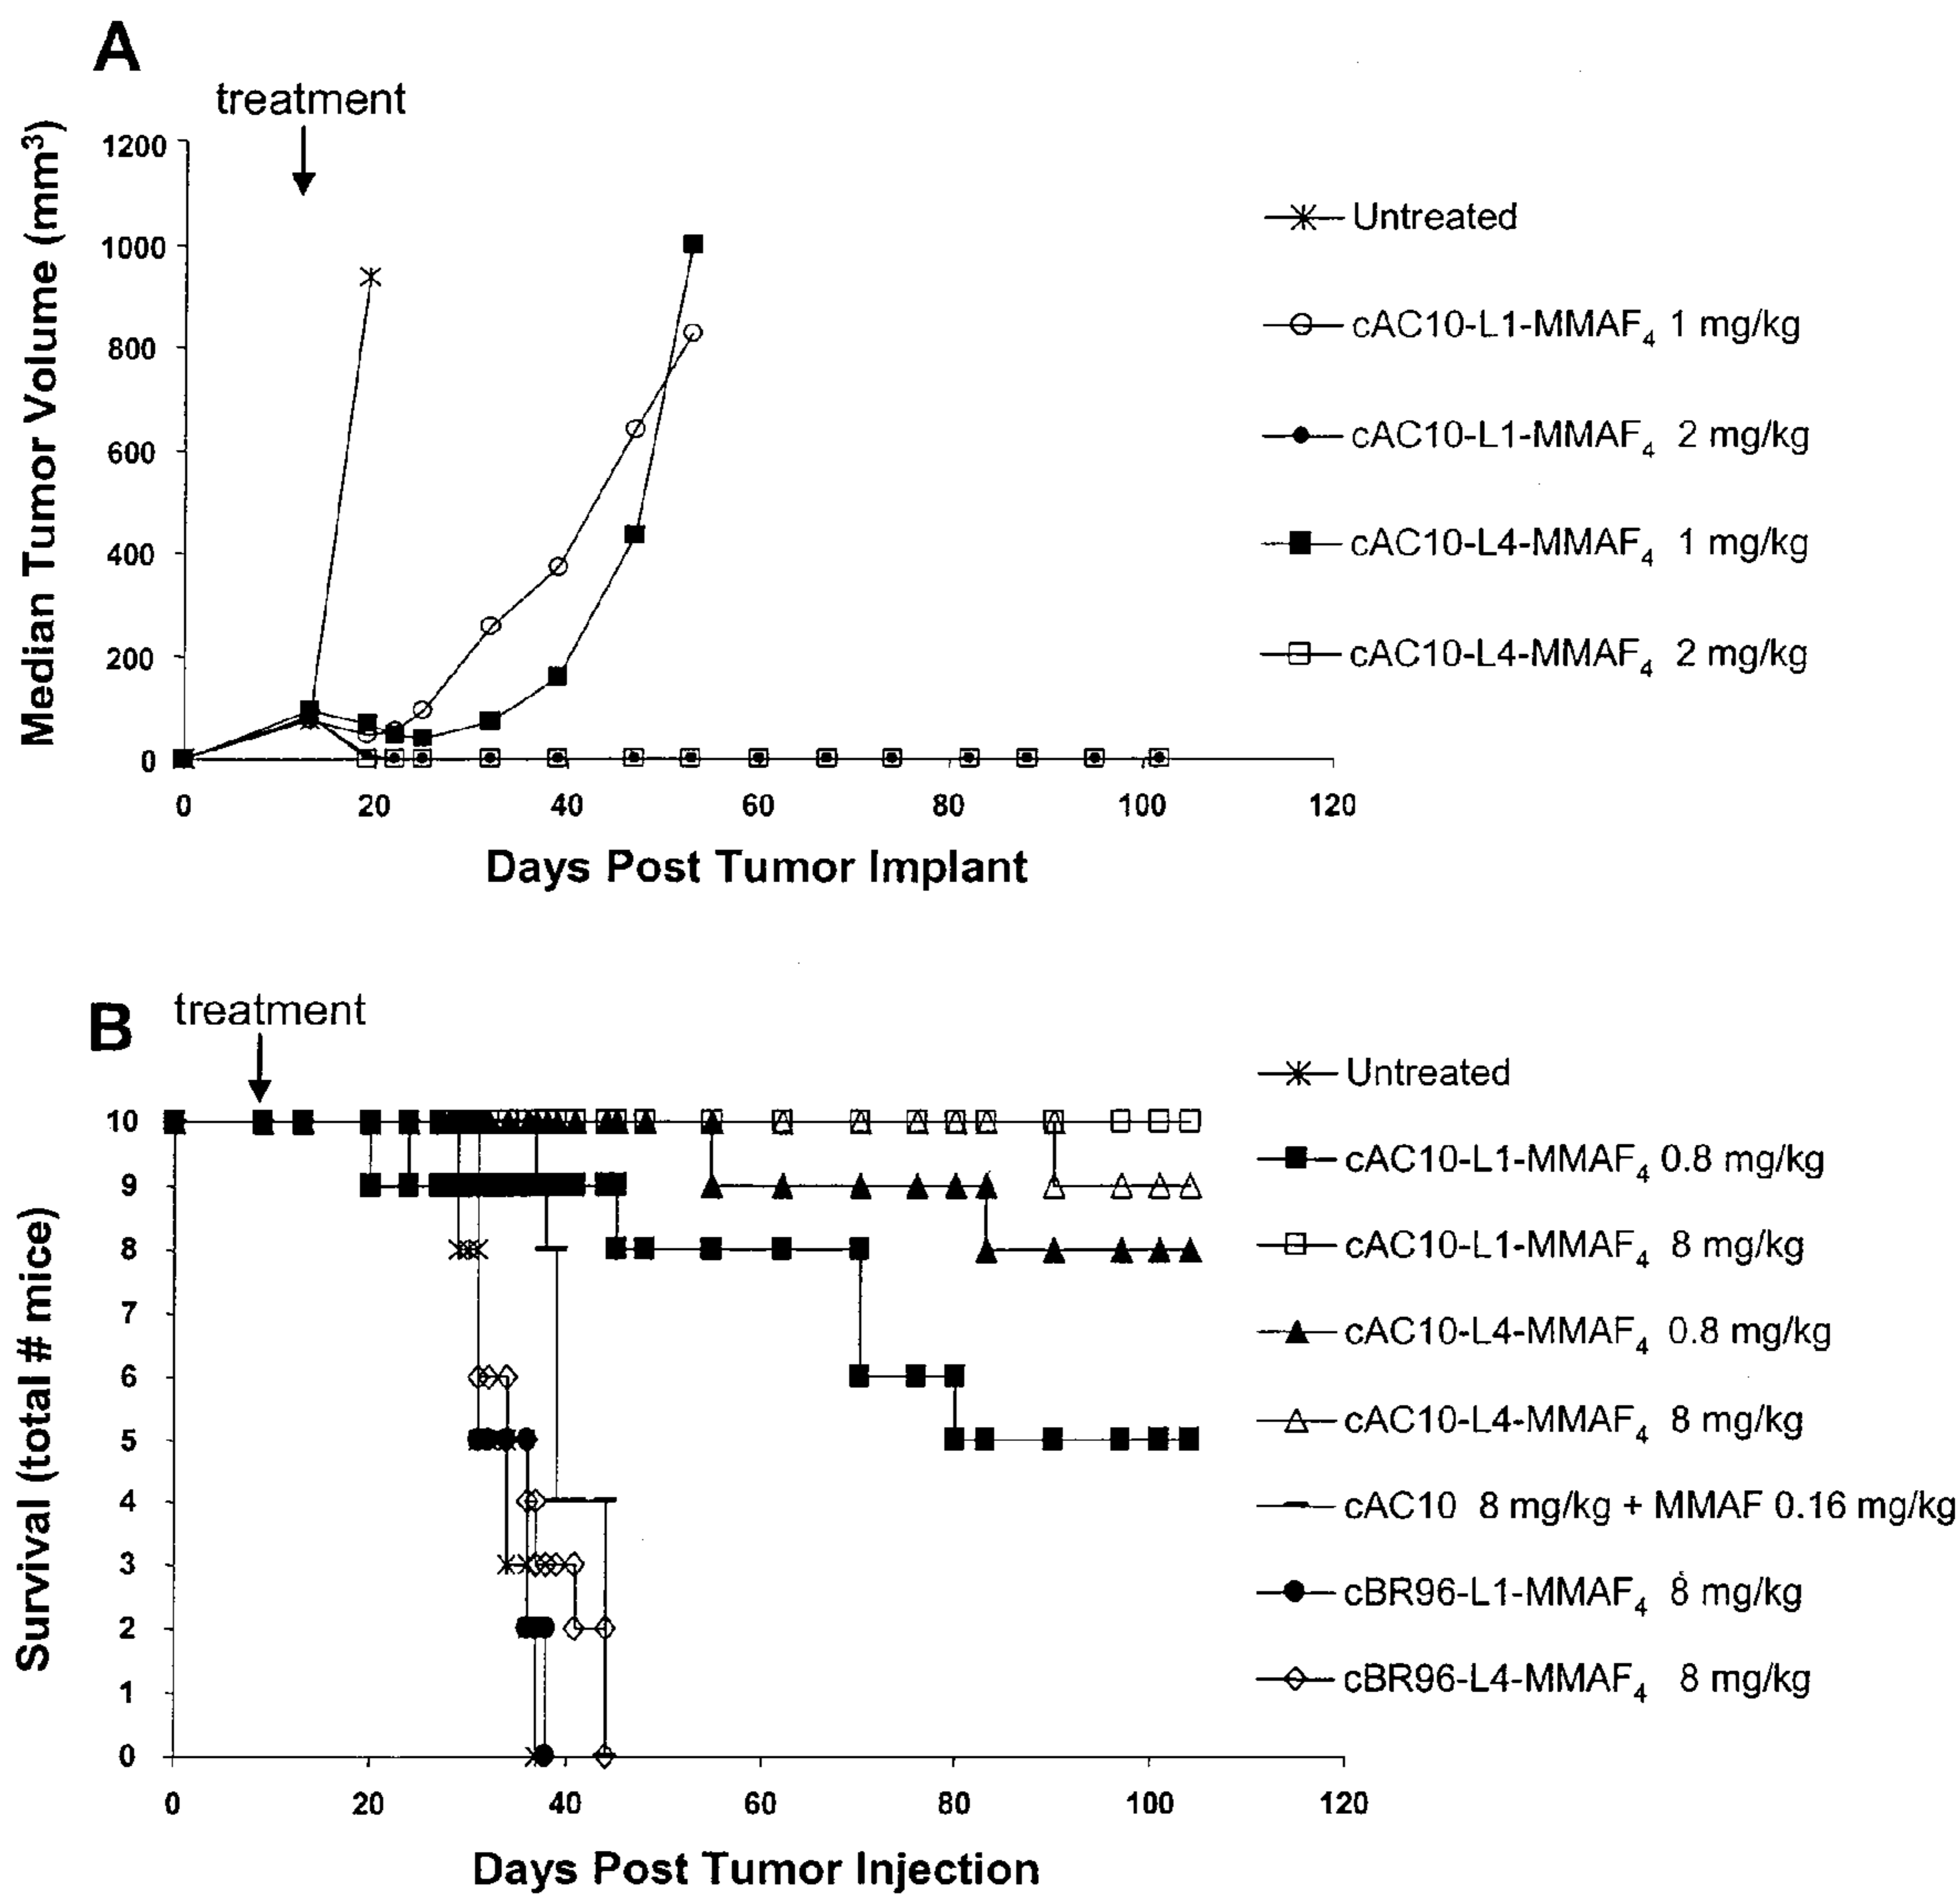 A
treatment
Median Tumor Volume (mm³)
1200
1000
800
600
400
200
0
0 20 40 60 80 100 120
Days Post Tumor Implant
Untreated
cAC10-L1-MMAF₄ 1 mg/kg
cAC10-L1-MMAF₄ 2 mg/kg
cAC10-L4-MMAF₄ 1 mg/kg
cAC10-L4-MMAF₄ 2 mg/kg
B
treatment
Survival (total # mice)
10
9
8
7
6
5
4
3
2
1
0
0 20 40 60 80 100 120
Days Post Tumor Injection
Untreated
cAC10-L1-MMAF₄ 0.8 mg/kg
cAC10-L1-MMAF₄ 8 mg/kg
cAC10-L4-MMAF₄ 0.8 mg/kg
cAC10-L4-MMAF₄ 8 mg/kg
cAC10 8 mg/kg + MMAF 0.16 mg/kg
cBR96-L1-MMAF₄ 8 mg/kg
cBR96-L4-MMAF₄ 8 mg/kg